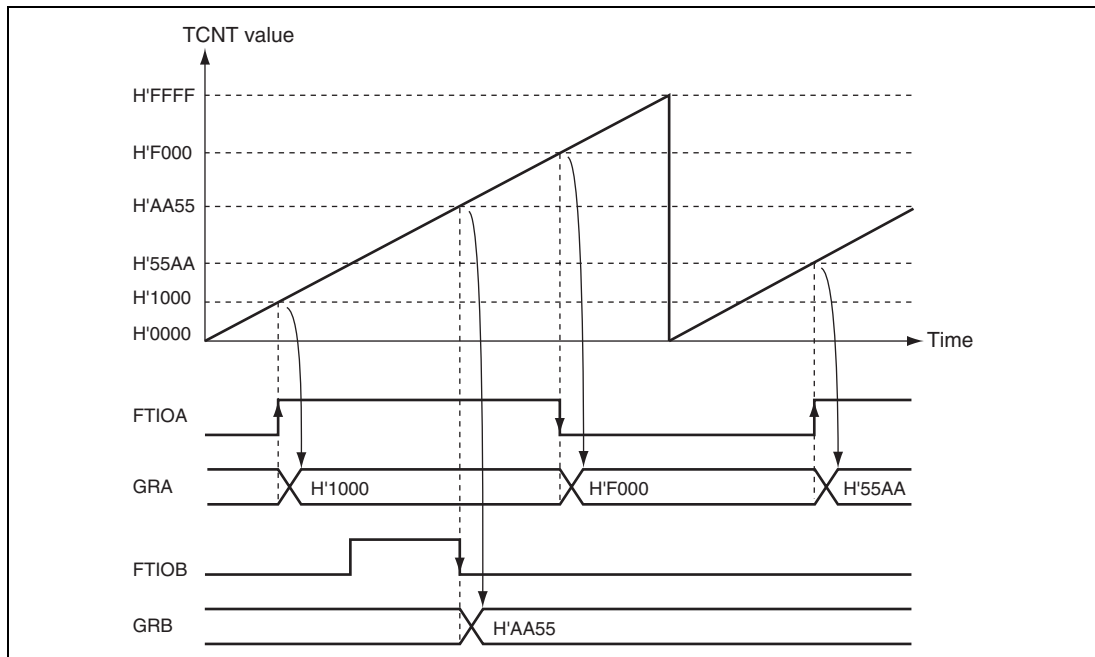 TCNT value
H'FFFF
H'F000
H'AA55
H'55AA
H'1000
H'0000
Time
FTIOA
GRA
H'1000
H'F000
H'55AA
FTIOB
GRB
H'AA55